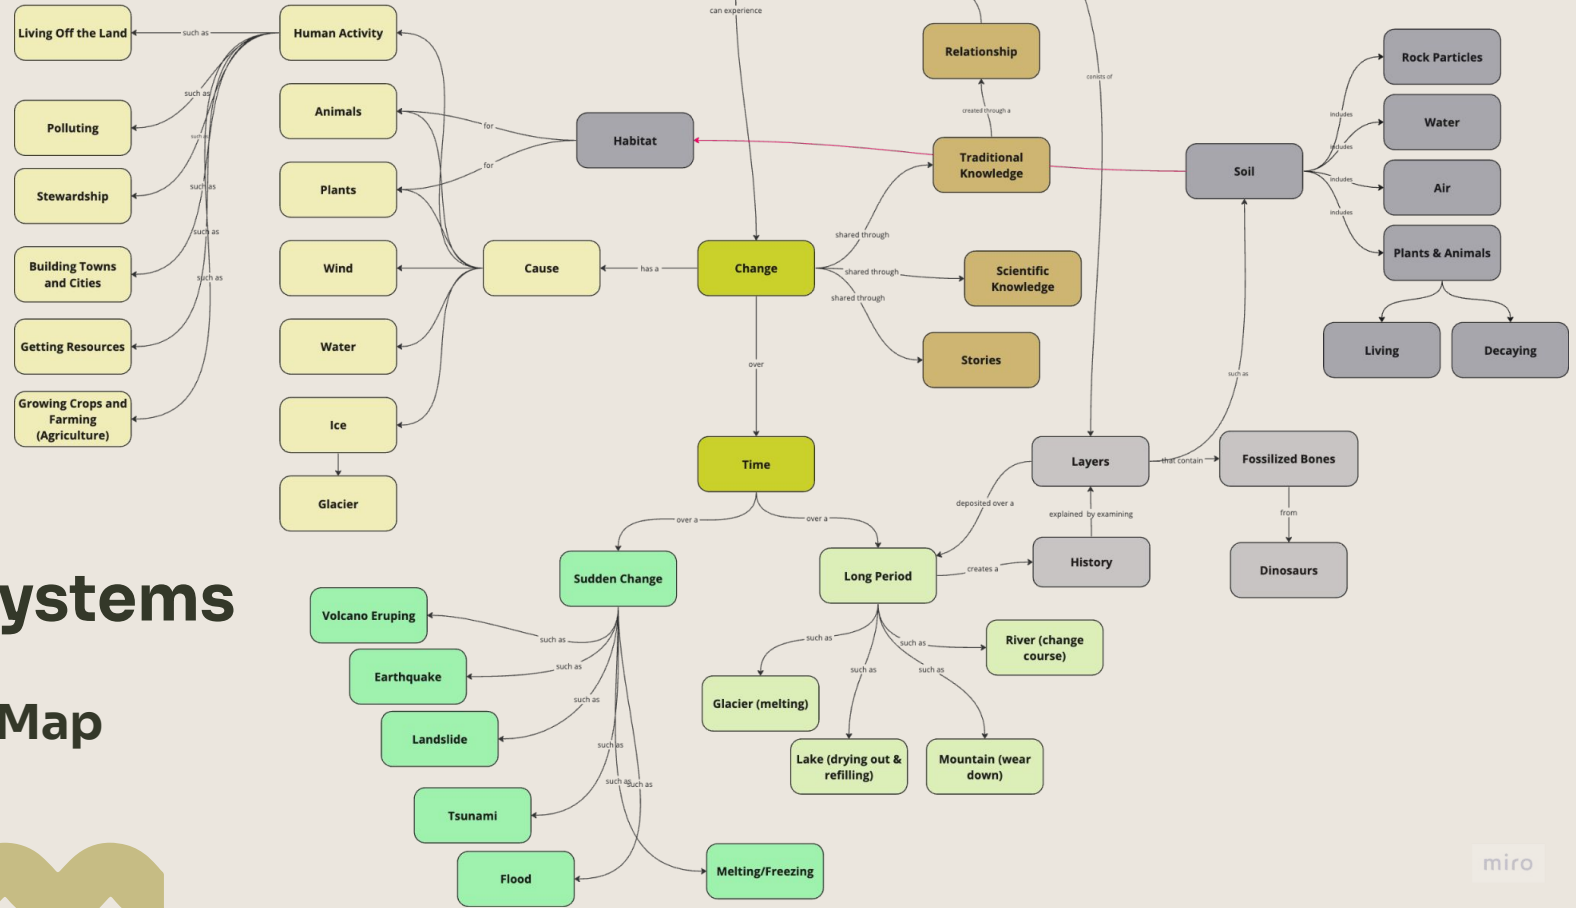 can experience
Living Off the Land
such as
Human Activity
Relationship
Rock Particles
consists of
such as
Polluting
Animals
created through a
includes
Water
for
such as
Habitat
includes
Traditional
Knowledge
Soil
for
Air
includes
Stewardship
such as
Plants
includes
such as
shared through
Plants & Animals
Building Towns
and Cities
such as
Wind
Cause
has a
Change
shared through
Scientific
Knowledge
shared through
Getting Resources
Water
over
Stories
Living
Decaying
such as
Growing Crops and
Farming
(Agriculture)
Ice
Time
Layers
that contain
Fossilized Bones
Glacier
deposited over a
explained by examining
from
over a
over a
Sudden Change
Long Period
creates a
History
Dinosaurs
ystems
Volcano Eruping
such as
such as
such as
River (change
course)
Earthquake
such as
such as
such as
Glacier (melting)
such as
Map
Landslide
such as
Lake (drying out &
refilling)
Mountain (wear
down)
such as
such as
Tsunami
Flood
Melting/Freezing
miro